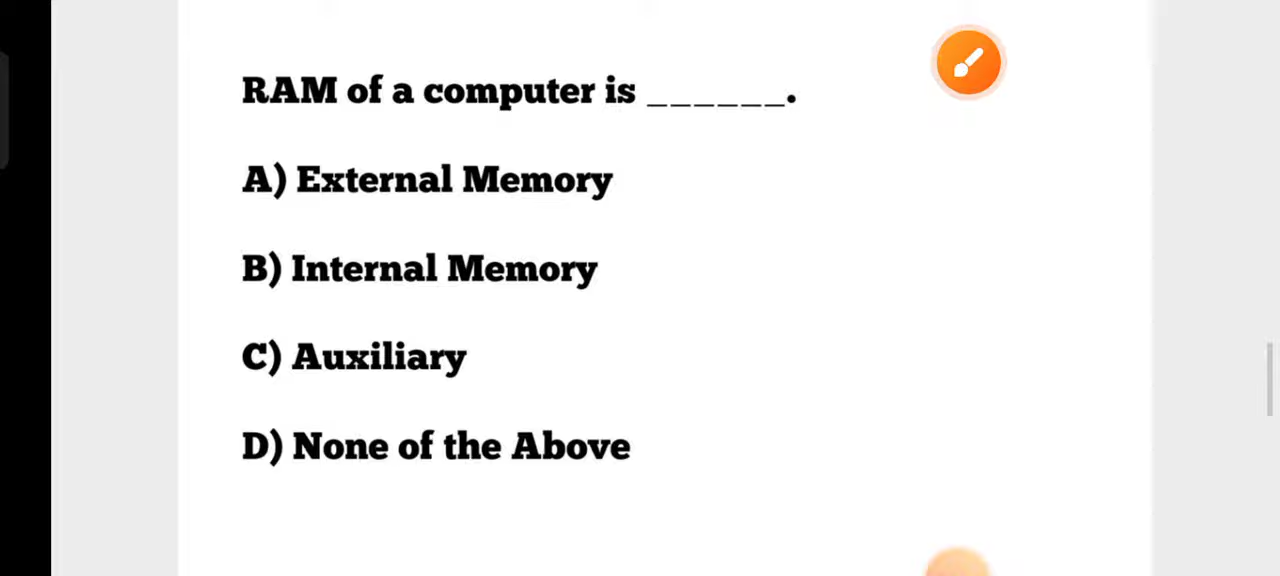 RAM of a computer is ______.
A) External Memory
B) Internal Memory
C) Auxiliary
D) None of the Above